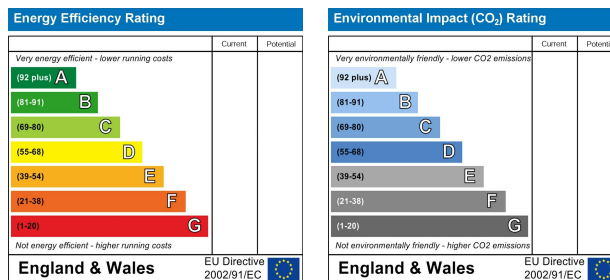 Energy Efficiency Rating
Current Potential
Very energy efficient - lower running costs
(92 plus) A
(81-91) B
(69-80) C
(55-68) D
(39-54) E
(21-38) F
(1-20) G
Not energy efficient - higher running costs
England & Wales
EU Directive
2002/91/EC
Environmental Impact (CO₂) Rating
Current Potential
Very environmentally friendly - lower CO2 emissions
(92 plus) A
(81-91) B
(69-80) C
(55-68) D
(39-54) E
(21-38) F
(1-20) G
Not environmentally friendly - higher CO2 emissions
England & Wales
EU Directive
2002/91/EC